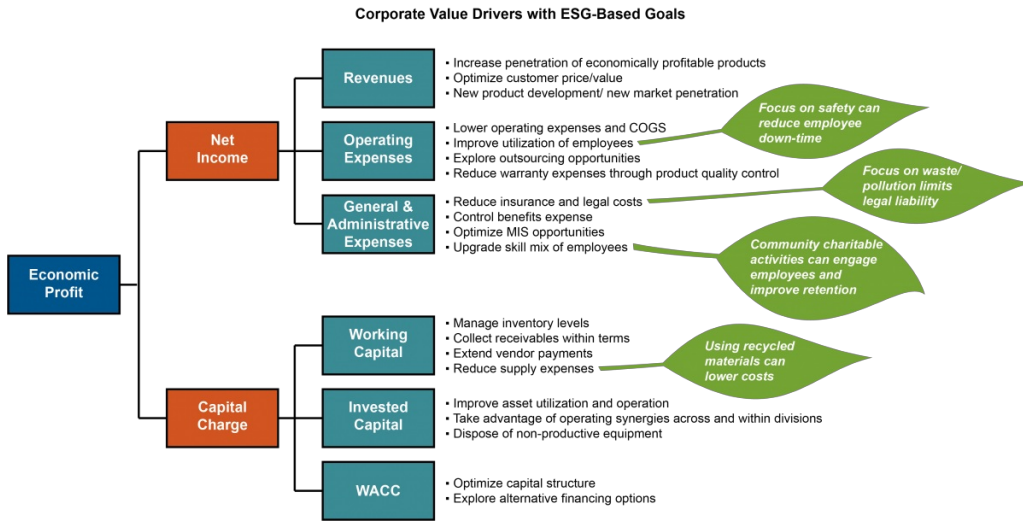 Corporate Value Drivers with ESG-Based Goals
Revenues
▪ Increase penetration of economically profitable products
▪ Optimize customer price/value
▪ New product development/ new market penetration
Focus on safety can
reduce employee
down-time
Net
Income
Operating
Expenses
▪ Lower operating expenses and COGS
▪ Improve utilization of employees
▪ Explore outsourcing opportunities
▪ Reduce warranty expenses through product quality control
Focus on waste/
pollution limits
legal liability
General &
Administrative
Expenses
▪ Reduce insurance and legal costs
▪ Control benefits expense
▪ Optimize MIS opportunities
▪ Upgrade skill mix of employees
Community charitable
activities can engage
employees and
improve retention
Economic
Profit
Working
Capital
▪ Manage inventory levels
▪ Collect receivables within terms
▪ Extend vendor payments
▪ Reduce supply expenses
Using recycled
materials can
lower costs
Capital
Charge
Invested
Capital
▪ Improve asset utilization and operation
▪ Take advantage of operating synergies across and within divisions
▪ Dispose of non-productive equipment
WACC
▪ Optimize capital structure
▪ Explore alternative financing options